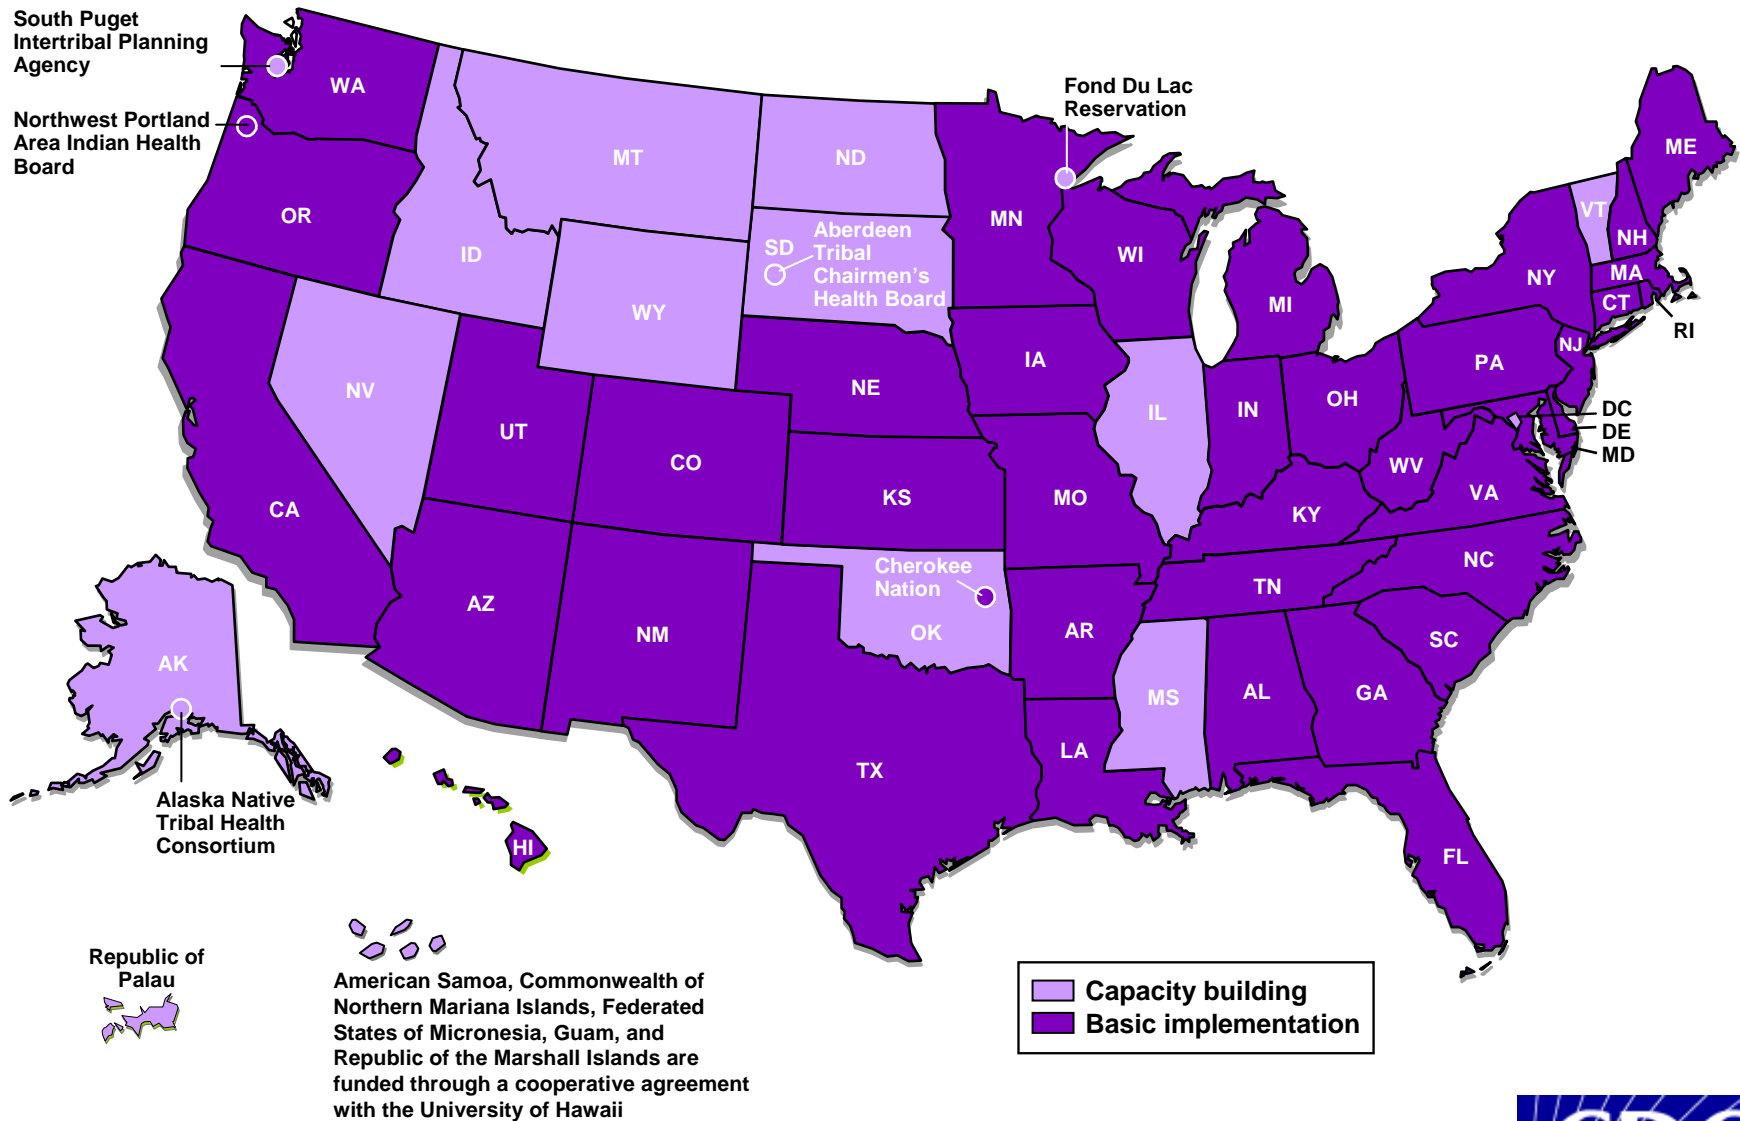 South Puget
Intertribal Planning
Agency
Northwest Portland
Area Indian Health
Board
WA
OR
CA
ID
NV
MT
WY
UT
AZ
CO
NM
ND
SD
Aberdeen
Tribal
Chairmen's
Health Board
NE
KS
Cherokee
Nation
OK
TX
Fond Du Lac
Reservation
MN
IA
MO
AR
LA
WI
IL
MS
MI
IN
OH
KY
TN
AL
GA
FL
SC
NC
VA
WV
PA
NY
NJ
VT
NH
ME
MA
CT
RI
DC
DE
MD
AK
Alaska Native
Tribal Health
Consortium
HI
Republic of
Palau
American Samoa, Commonwealth of
Northern Mariana Islands, Federated
States of Micronesia, Guam, and
Republic of the Marshall Islands are
funded through a cooperative agreement
with the University of Hawaii
Capacity building
Basic implementation